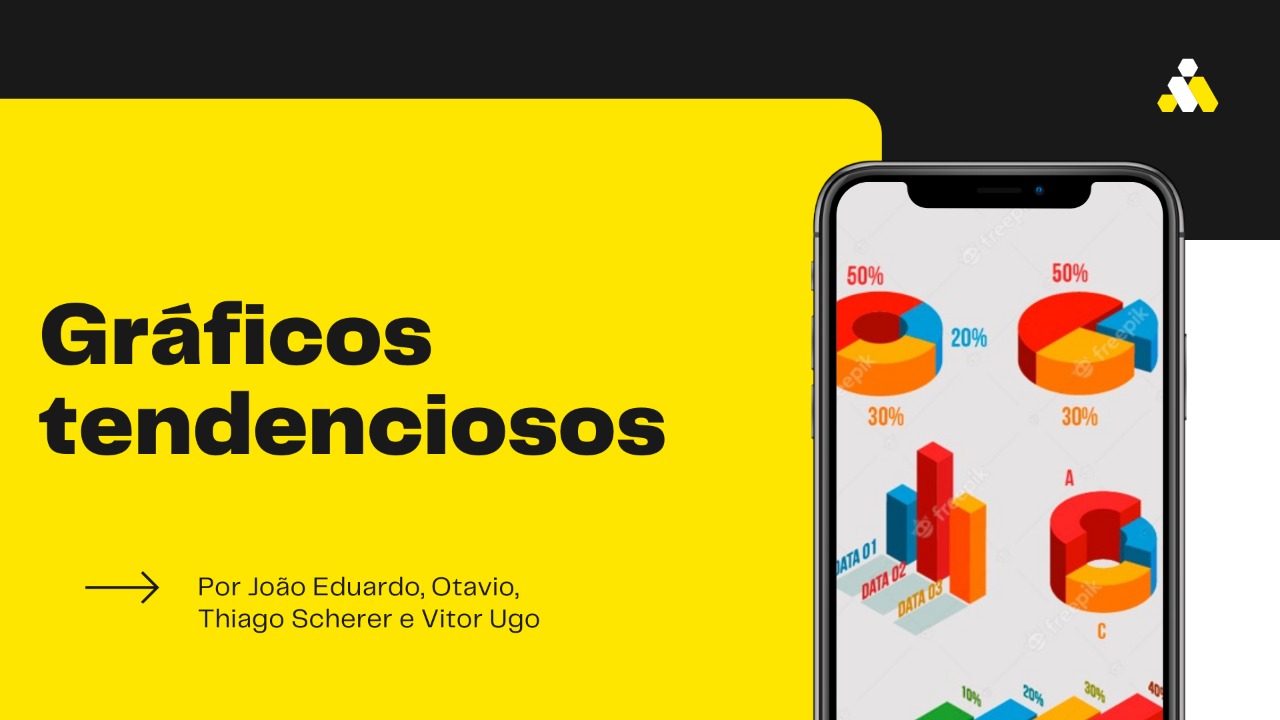 Gráficos
tendenciosos
Por João Eduardo, Otavio,
Thiago Scherer e Vitor Ugo
50%
50%
20%
30%
30%
A
DATA 01
DATA 02
DATA 03
C
10%
20%
30%
40%
freepik
freepik
freepik
freepik